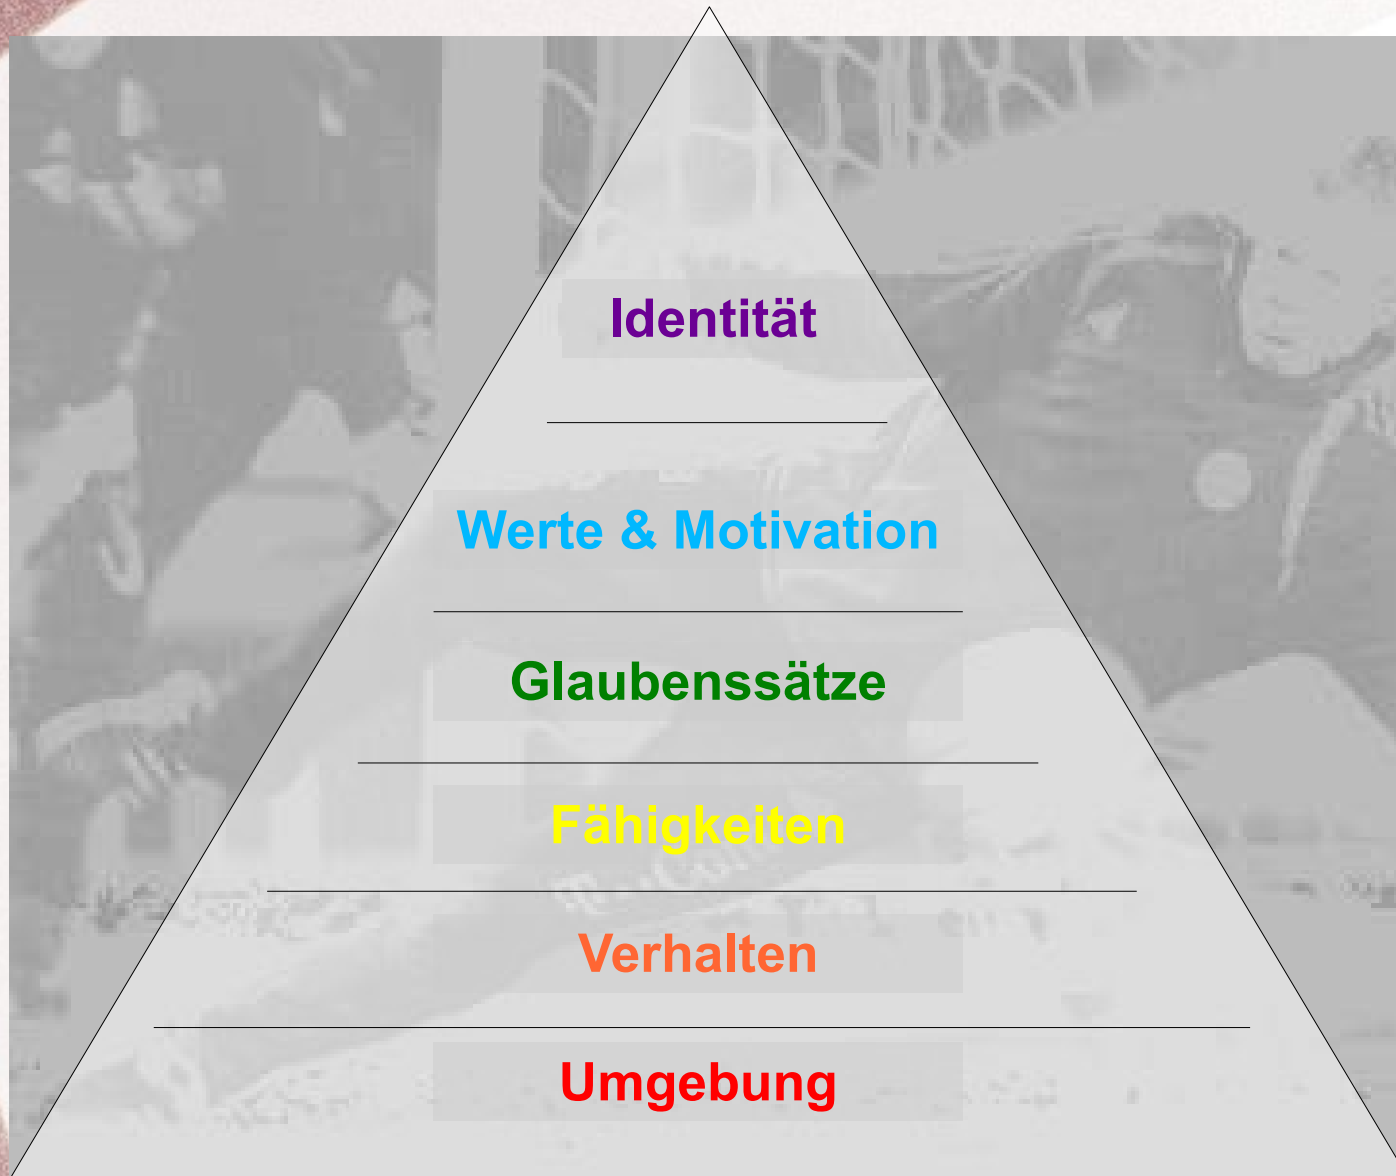 Identität
Werte & Motivation
Glaubenssätze
Fähigkeiten
Verhalten
Umgebung